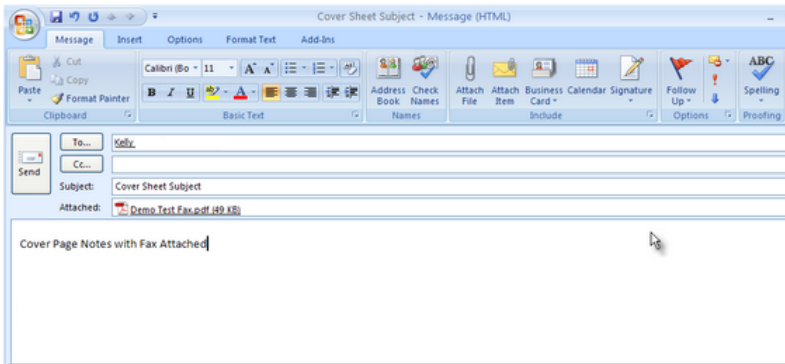 Cover Sheet Subject - Message (HTML)
Message Insert Options Format Text Add-Ins
Cut
Copy
Paste
Format Painter
Clipboard
Calibri (Bo 11 A A
B I U A
Basic Text
Address Book
Check Names
Names
Attach File
Attach Item
Business Card
Calendar
Signature
Include
Follow Up
Options
ABC
Spelling
Proofing
To... Kelly
Cc...
Send
Subject: Cover Sheet Subject
Attached: Demo Test Fax.pdf (49 KB)
Cover Page Notes with Fax Attached